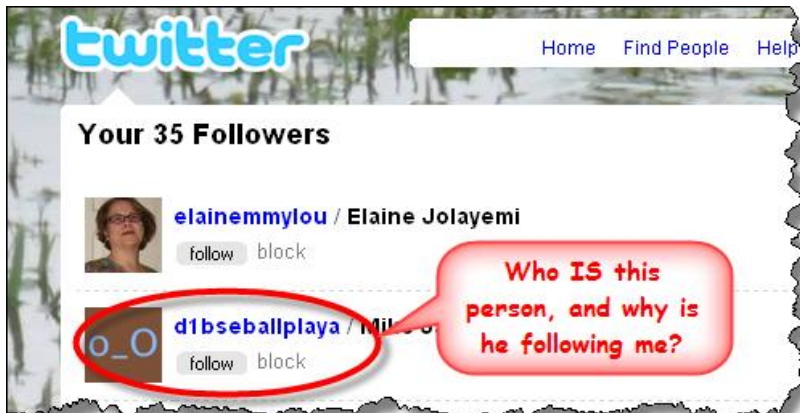 twitter
Home Find People Help
Your 35 Followers
elainemmylou / Elaine Jolayemi
follow block
o_O
d1bseballplaya /
follow block
Who IS this
person, and why is
he following me?